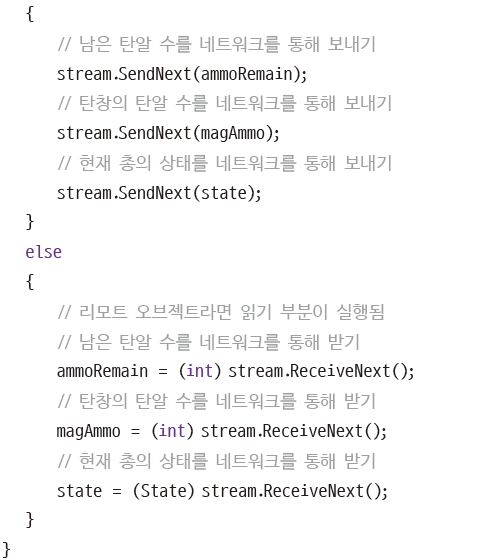 {
// 남은 탄알 수를 네트워크를 통해 보내기
stream.SendNext(ammoRemain);
// 탄창의 탄알 수를 네트워크를 통해 보내기
stream.SendNext(magAmmo);
// 현재 총의 상태를 네트워크를 통해 보내기
stream.SendNext(state);
}
else
{
// 리모트 오브젝트라면 읽기 부분이 실행됨
// 남은 탄알 수를 네트워크를 통해 받기
ammoRemain = (int) stream.ReceiveNext();
// 탄창의 탄알 수를 네트워크를 통해 받기
magAmmo = (int) stream.ReceiveNext();
// 현재 총의 상태를 네트워크를 통해 받기
state = (State) stream.ReceiveNext();
}
}